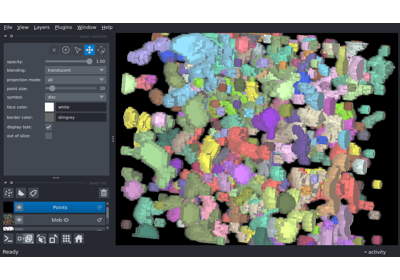 File View Layers Plugins Window Help
opacity: 1.00
blending: translucent
projection mode: all
point size: 10
symbol: disc
face color: white
border color: dimgrey
display text:
out of slice:
Points
blob ID
Ready
activity